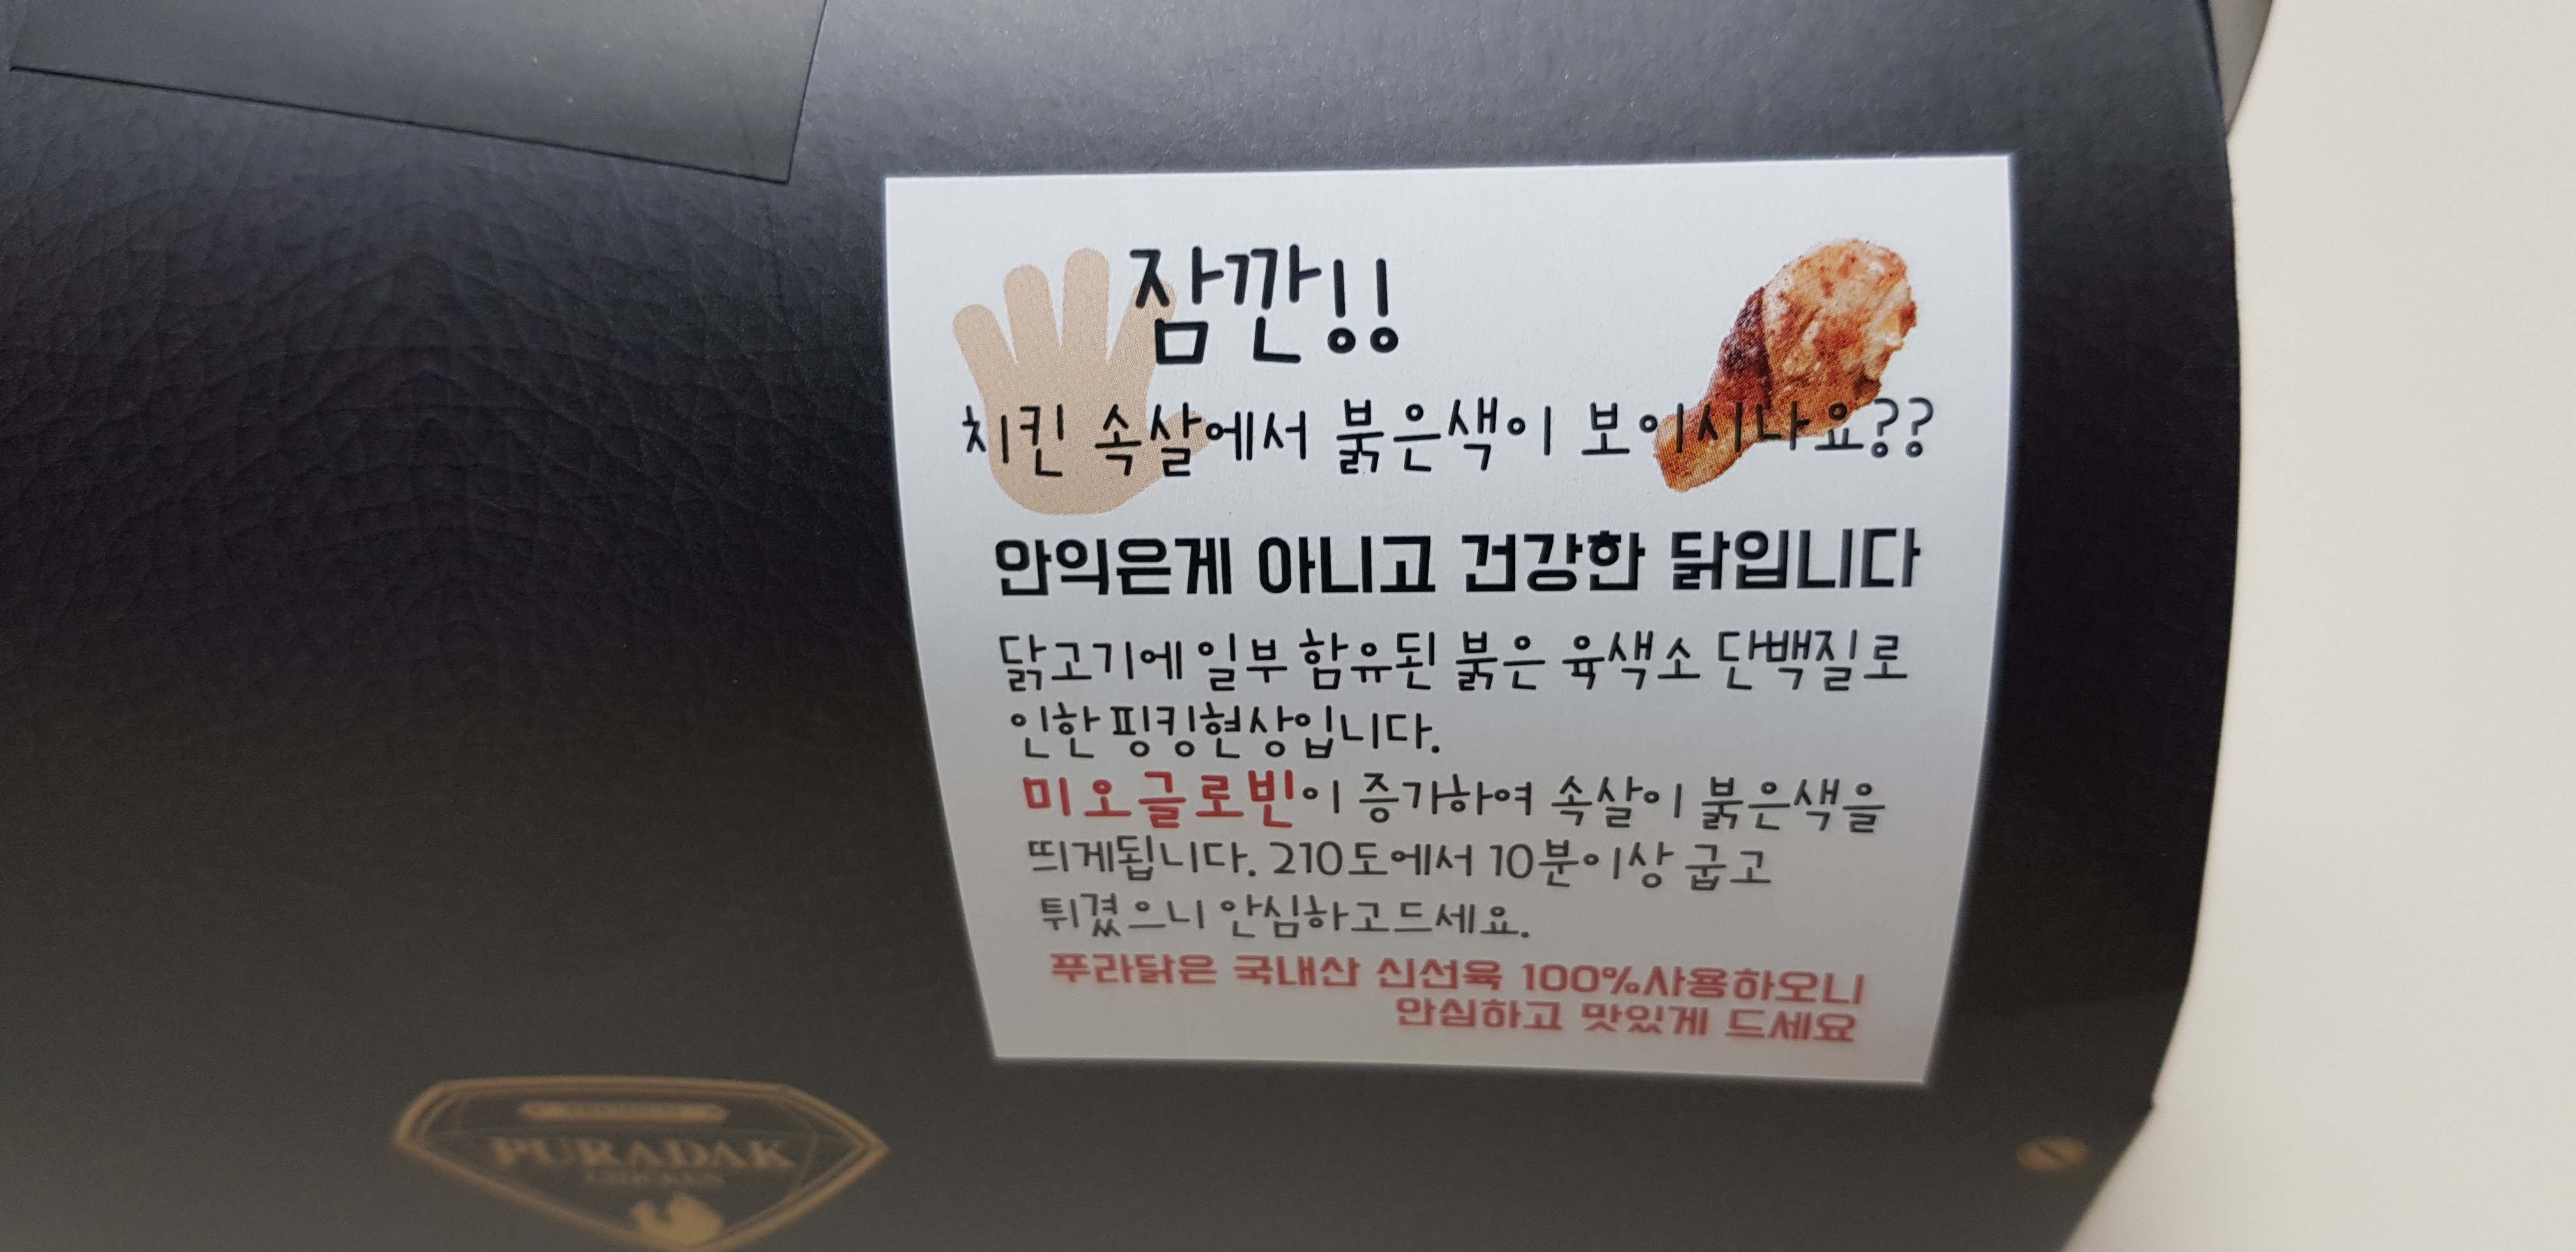 잠깐!!
치킨 속살에서 붉은색이 보이시나요??
안익은게 아니고 건강한 닭입니다
닭고기에 일부 함유된 붉은 육색소 단백질로
인한 핑킹현상입니다.
미오글로빈이 증가하여 속살이 붉은색을
띄게됩니다. 210도에서 10분이상 굽고
튀겼으니 안심하고드세요.
푸라닭은 국내산 신선육 100%사용하오니
안심하고 맛있게 드세요
PURADAK
CHICKEN